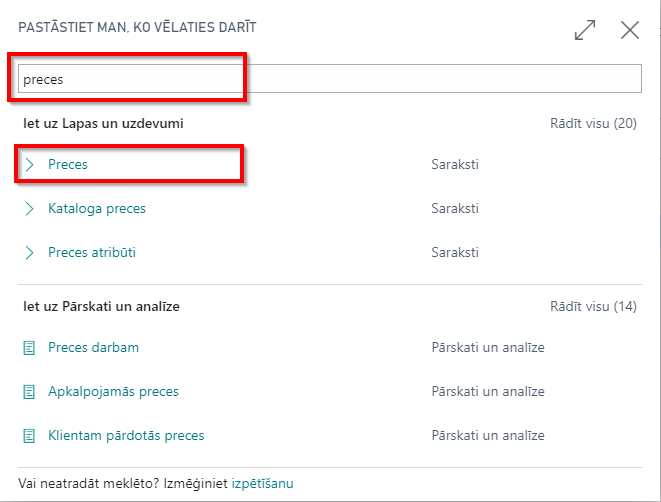 PASTĀSTIET MAN, KO VĒLATIES DARĪT
preces
Iet uz Lapas un uzdevumi Rādīt visu (20)
Preces Saraksti
Kataloga preces Saraksti
Preces atribūti Saraksti
Iet uz Pārskati un analīze Rādīt visu (14)
Preces darbam Pārskati un analīze
Apkalpojamās preces Pārskati un analīze
Klientam pārdotās preces Pārskati un analīze
Vai neatradāt meklēto? Izmēģiniet izpētīšanu